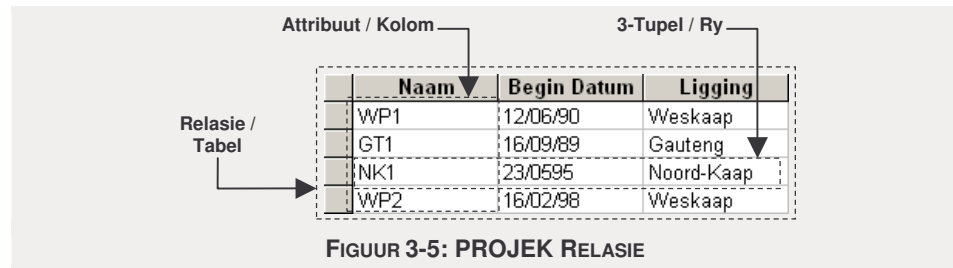 Attribuut / Kolom
3-Tupel / Ry
Relasie /
Tabel
Naam Begin Datum Ligging
WP1 12/06/90 Weskaap
GT1 16/09/89 Gauteng
NK1 23/0595 Noord-Kaap
WP2 16/02/98 Weskaap
FIGUUR 3-5: PROJEK RELASIE